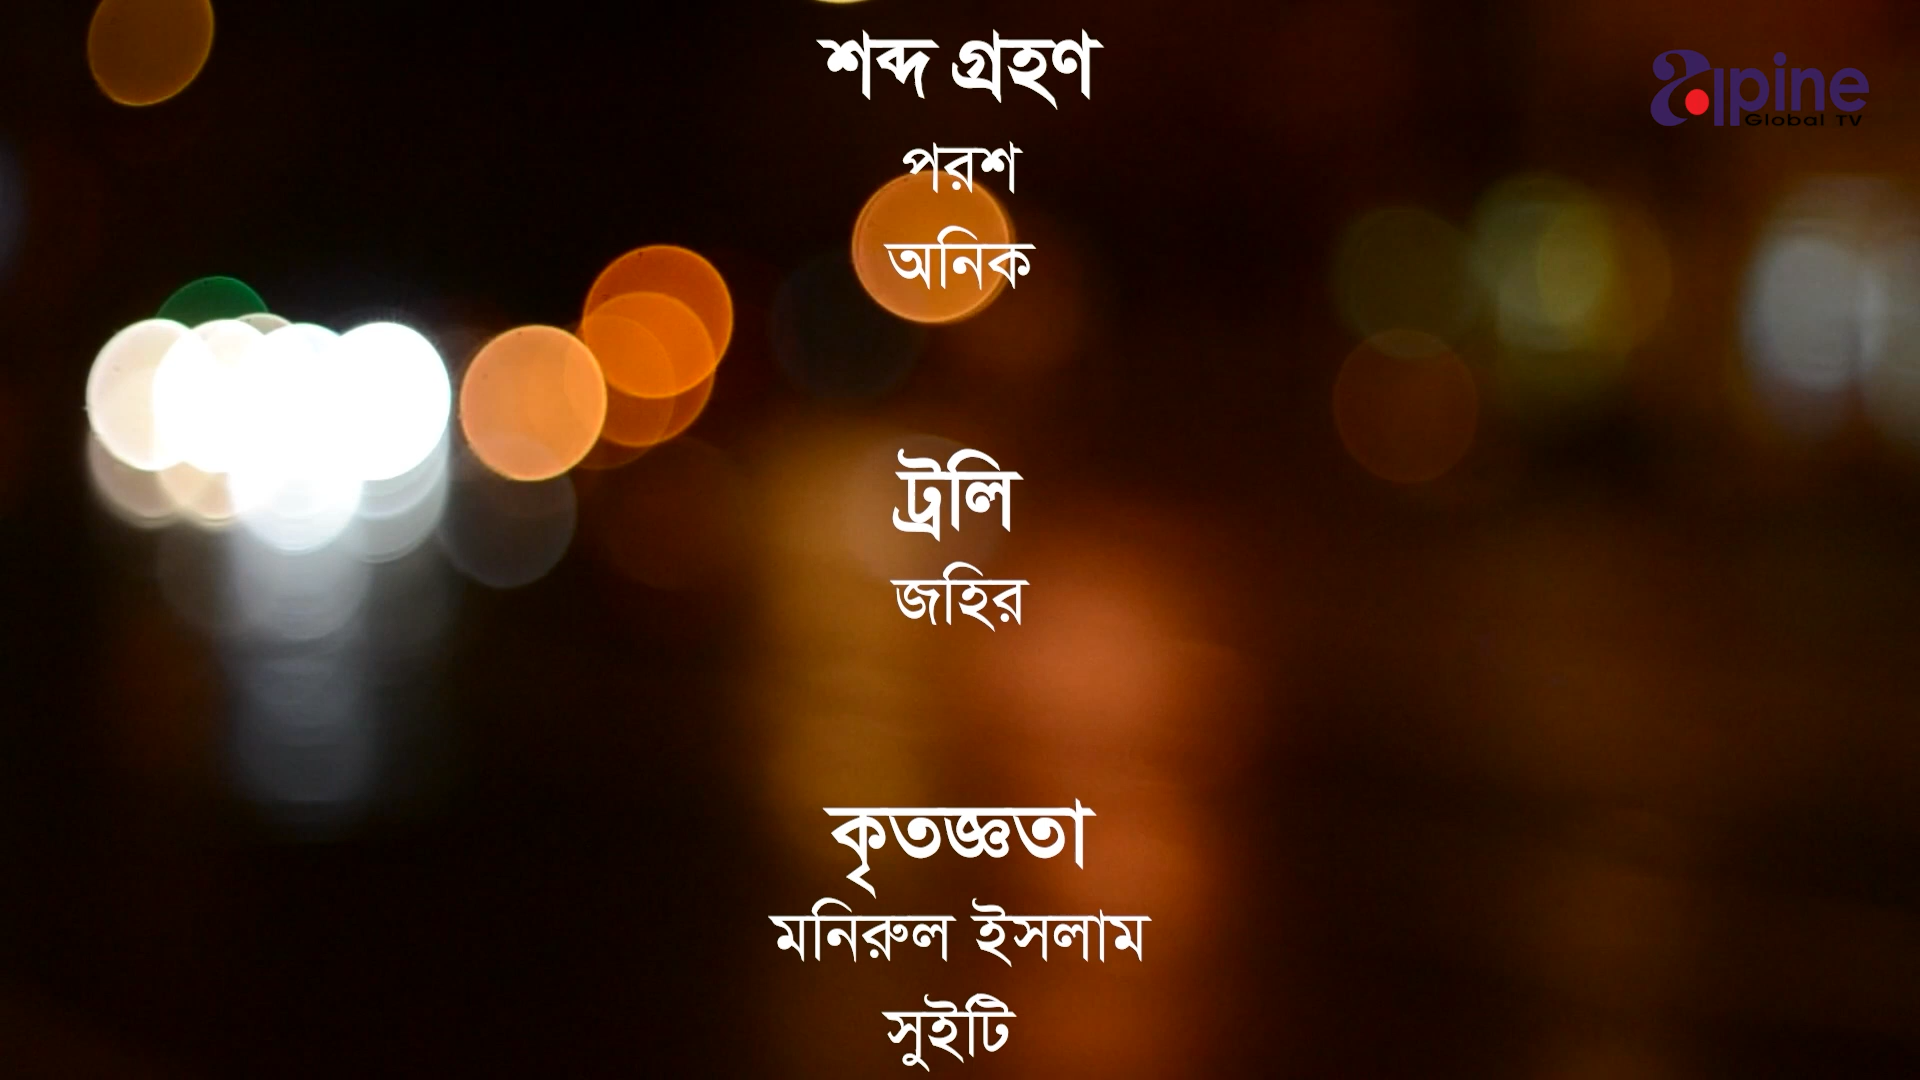 শব্দ গ্রহণ
alpine
Global TV
পরশ
অনিক
ট্রলি
জহির
কৃতজ্ঞতা
মনিরুল ইসলাম
সুইটি